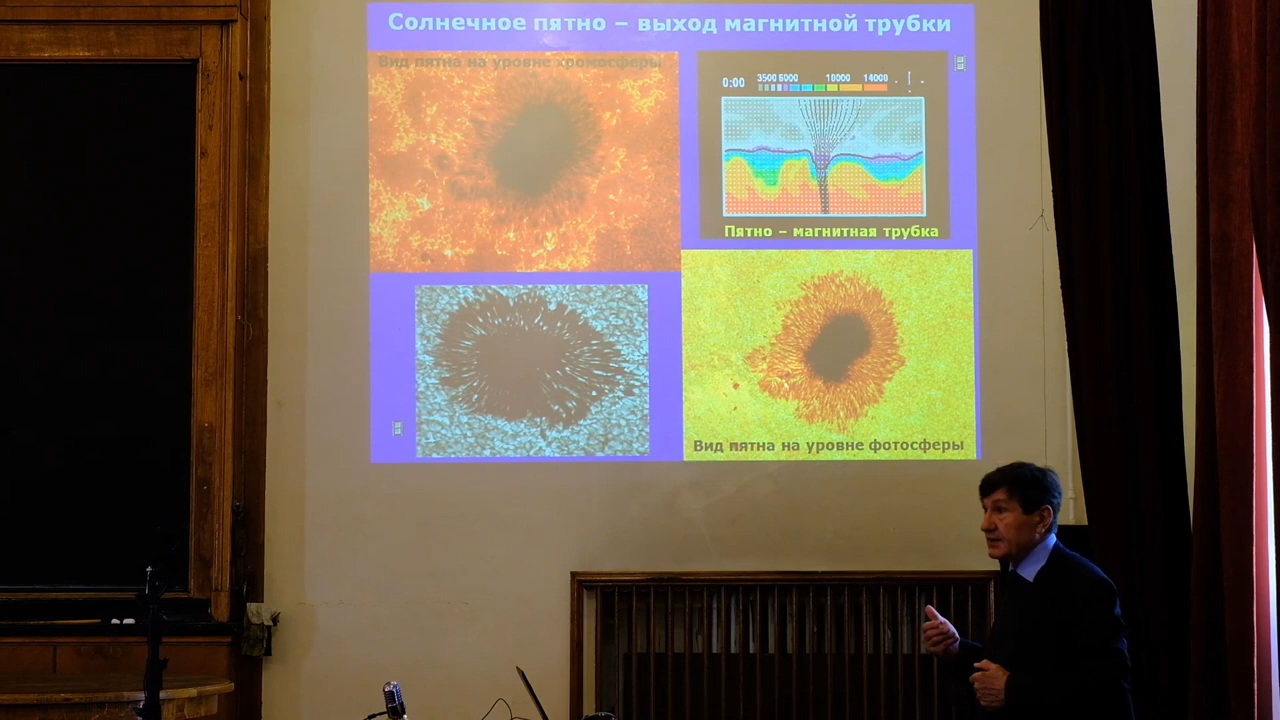 Солнечное пятно – выход магнитной трубки
Вид пятна на уровне хромосферы
0:00 3500 6000 10000 14000
Пятно – магнитная трубка
Вид пятна на уровне фотосферы